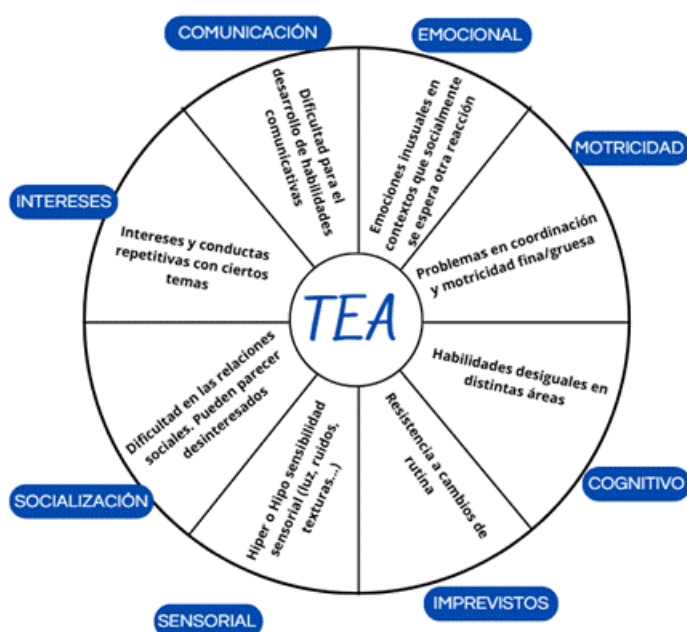 COMUNICACIÓN
Dificultad para el
desarrollo de habilidades
comunicativas
EMOCIONAL
Emociones inusuales en
contextos que socialmente
se espera otra reacción
MOTRICIDAD
Problemas en coordinación
y motricidad fina/gruesa
COGNITIVO
Habilidades desiguales en
distintas áreas
IMPREVISTOS
Resistencia a cambios de
rutina
SENSORIAL
Hiper o Hipo sensibilidad
sensorial (luz, ruidos,
texturas...)
SOCIALIZACIÓN
Dificultad en las relaciones
sociales. Pueden parecer
desinteresados
INTERESES
Intereses y conductas
repetitivas con ciertos
temas
TEA